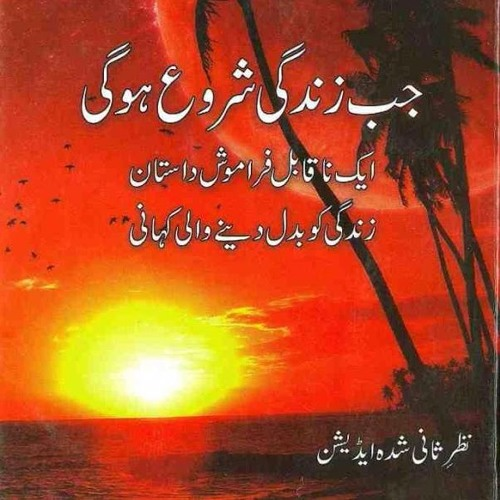 جب زندگی شروع ہوگی
ایک ناقابل فراموش داستان
زندگی کو بدل دینے والی کہانی
نظرِ ثانی شدہ ایڈیشن